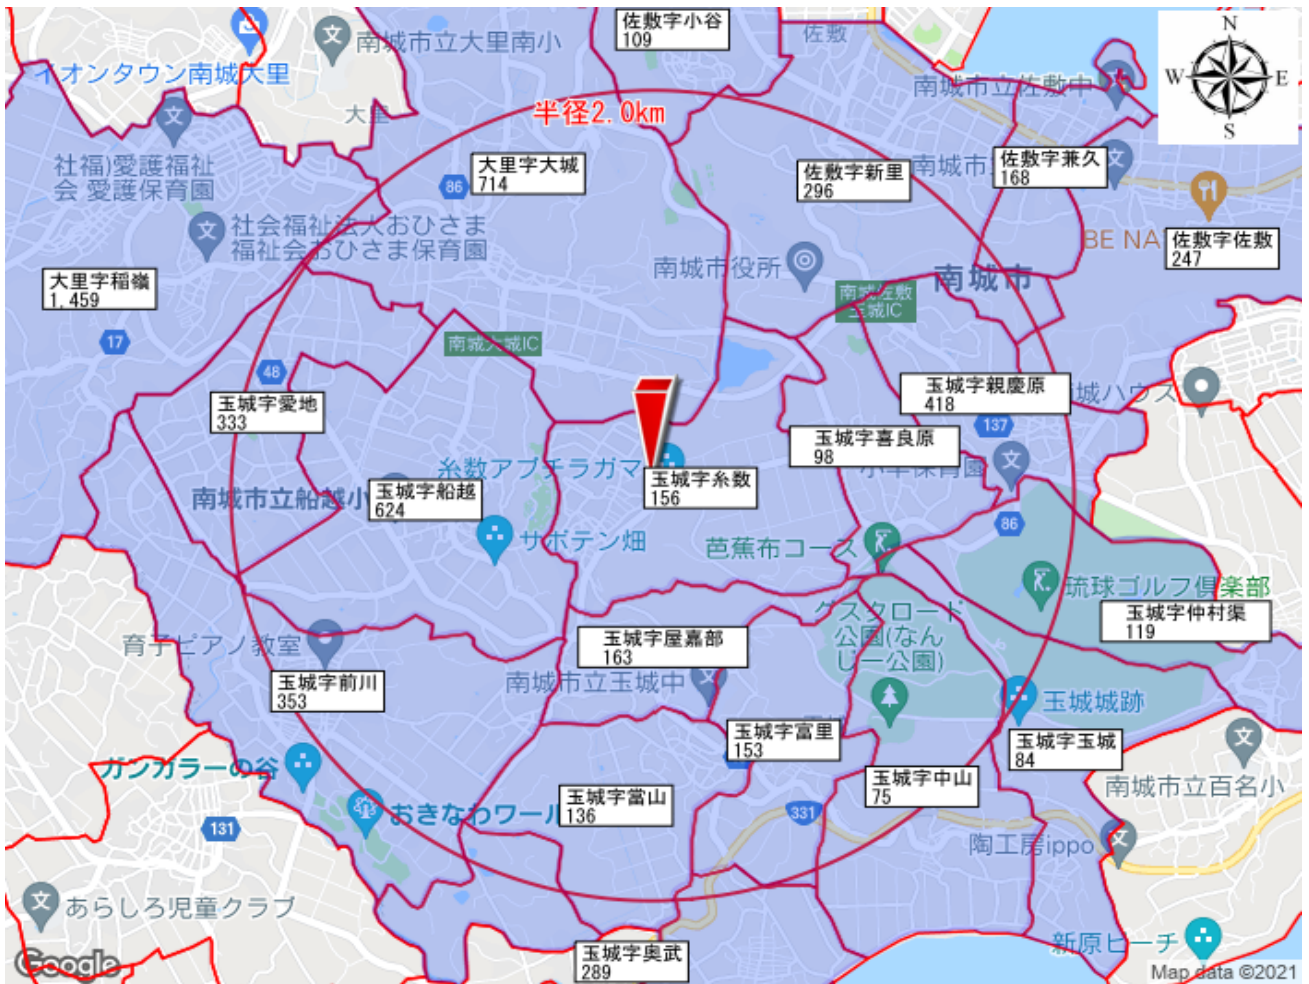 佐敷字小谷
109
佐敷
N
W
E
S
南城市立大里南小
イオンタウン南城大里
南城市立佐敷中
大里
半径2.0km
社福)愛護福祉
会 愛護保育園
大里字大城
714
86
佐敷字新里
296
南城市
佐敷字兼久
168
社会福祉法人おひさま
福祉会おひさま保育園
BE NA
佐敷字佐敷
247
南城市役所
南城市
大里字稲嶺
1,459
南城佐敷
玉城IC
17
南城大城IC
48
玉城字愛地
333
玉城字親慶原
418
城ハウス
137
玉城字喜良原
98
糸数アブチラガマ
玉城字糸数
156
南城市立船越小
玉城字船越
624
サボテン畑
86
芭蕉布コース
琉球ゴルフ倶楽部
グスクロード
公園(なん
じー公園)
玉城字仲村渠
119
育子ピアノ教室
玉城字屋嘉部
163
南城市立玉城中
玉城字前川
353
玉城城跡
玉城字富里
153
玉城字玉城
84
ガンガラーの谷
玉城字中山
75
南城市立百名小
玉城字當山
136
おきなわワール
331
131
陶工房ippo
あらしろ児童クラブ
新原ビーチ
玉城字奥武
289
Google
Map data ©2021